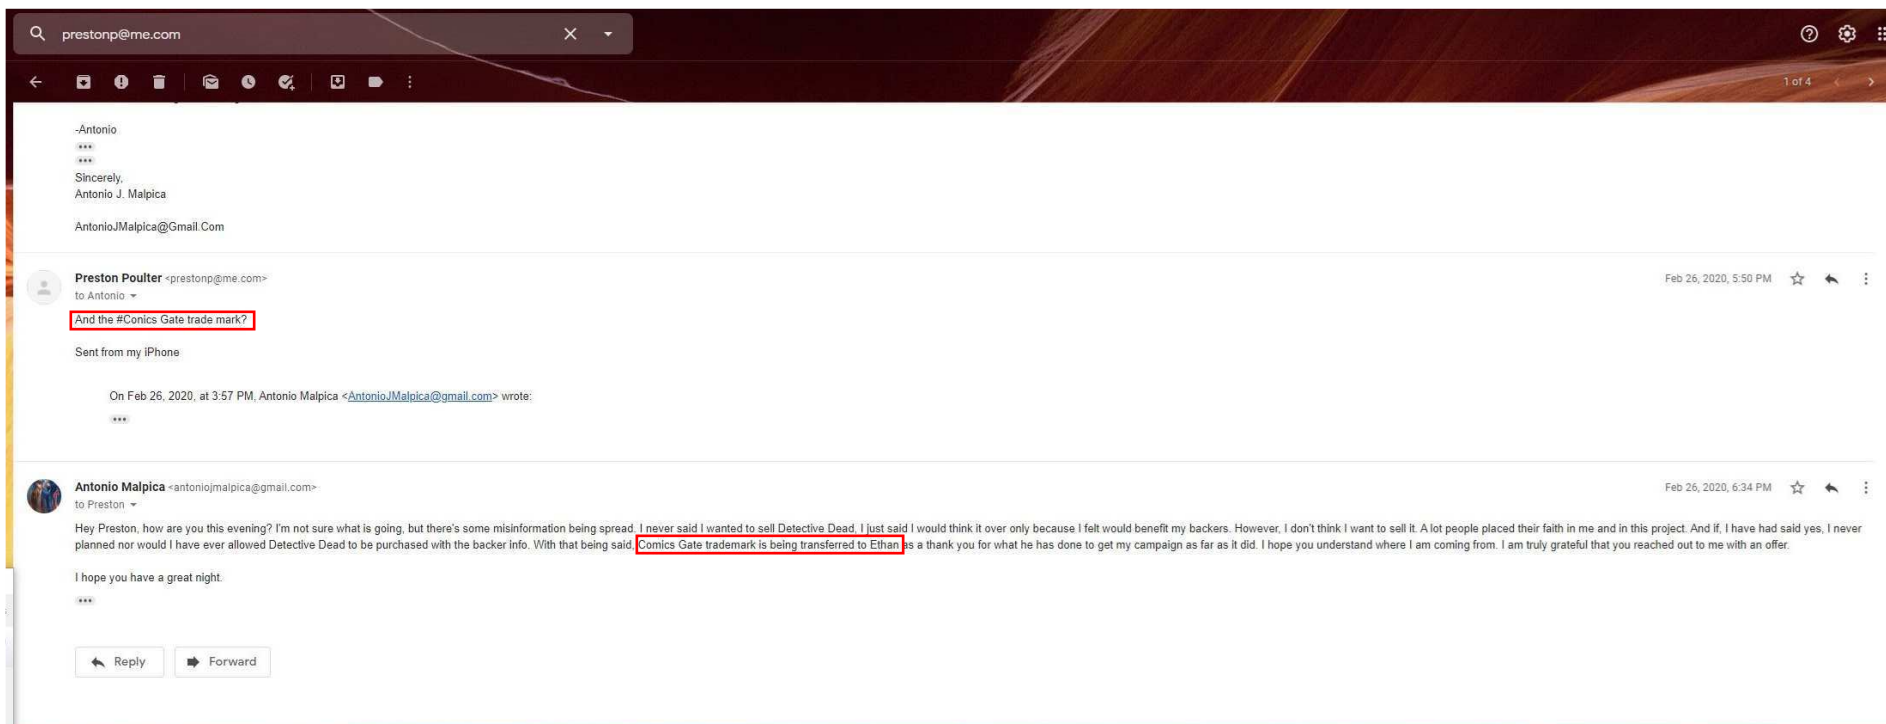 prestonp@me.com
1 of 4
-Antonio
Sincerely,
Antonio J. Malpica
AntonioJMalpica@Gmail.Com
Preston Poulter <prestonp@me.com>
Feb 26, 2020, 5:50 PM
to Antonio
And the #Conics Gate trade mark?
Sent from my iPhone
On Feb 26, 2020, at 3:57 PM, Antonio Malpica <AntonioJMalpica@gmail.com> wrote:
Antonio Malpica <antoniojmalpica@gmail.com>
Feb 26, 2020, 6:34 PM
to Preston
Hey Preston, how are you this evening? I'm not sure what is going, but there's some misinformation being spread. I never said I wanted to sell Detective Dead, I just said I would think it over only because I felt would benefit my backers. However, I don't think I want to sell it. A lot people placed their faith in me and in this project. And if, I have had said yes, I never
planned nor would I have ever allowed Detective Dead to be purchased with the backer info. With that being said, Comics Gate trademark is being transferred to Ethan as a thank you for what he has done to get my campaign as far as it did. I hope you understand where I am coming from. I am truly grateful that you reached out to me with an offer.
I hope you have a great night.
Reply
Forward